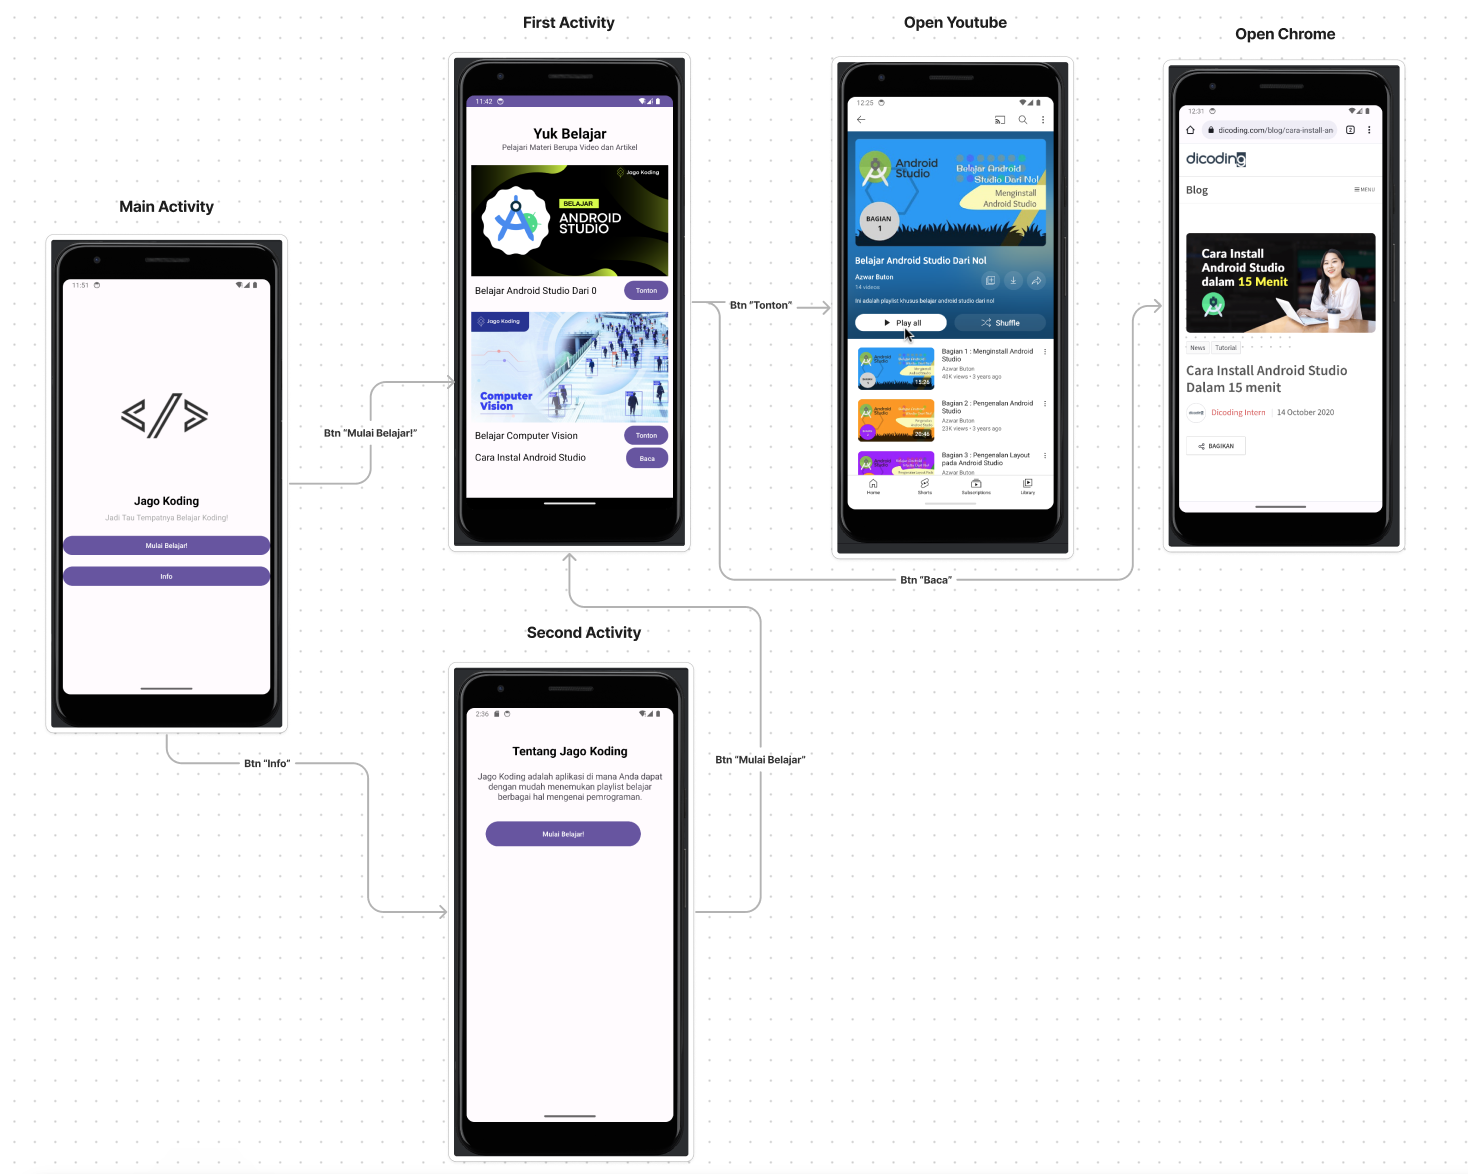 First Activity
Open Youtube
Open Chrome
Main Activity
11:51
Jago Koding
Jadi Tau Tempatnya Belajar Koding!
Mulai Belajar!
Info
Btn “Mulai Belajar!”
Btn “Info”
11:42
Yuk Belajar
Pelajari Materi Berupa Video dan Artikel
Jago Koding
BELAJAR
ANDROID
STUDIO
Belajar Android Studio Dari 0
Tonton
Jago Koding
Computer
Vision
Belajar Computer Vision
Tonton
Cara Instal Android Studio
Baca
Btn “Tonton”
12:25
Android
Studio
Belajar Android
Studio Dari Nol
Menginstall
Android Studio
BAGIAN
1
Belajar Android Studio Dari Nol
Azwar Buton
14 videos
Ini adalah playlist khusus belajar android studio dari nol
Play all
Shuffle
Bagian 1 : Menginstall Android
Studio
Azwar Buton
40K views • 3 years ago
15:26
Bagian 2 : Pengenalan Android
Studio
Azwar Buton
23K views • 3 years ago
20:46
Bagian 3 : Pengenalan Layout
pada Android Studio
Azwar Buton
Home
Shorts
Subscriptions
Library
Btn “Baca”
12:31
dicoding.com/blog/cara-install-an
2
dicoding
Blog
MENU
Cara Install
Android Studio
dalam 15 Menit
News
Tutorial
Cara Install Android Studio
Dalam 15 menit
Dicoding Intern
14 October 2020
BAGIKAN
Second Activity
2:36
Tentang Jago Koding
Jago Koding adalah aplikasi di mana Anda dapat
dengan mudah menemukan playlist belajar
berbagai hal mengenai pemrograman.
Mulai Belajar!
Btn “Mulai Belajar”